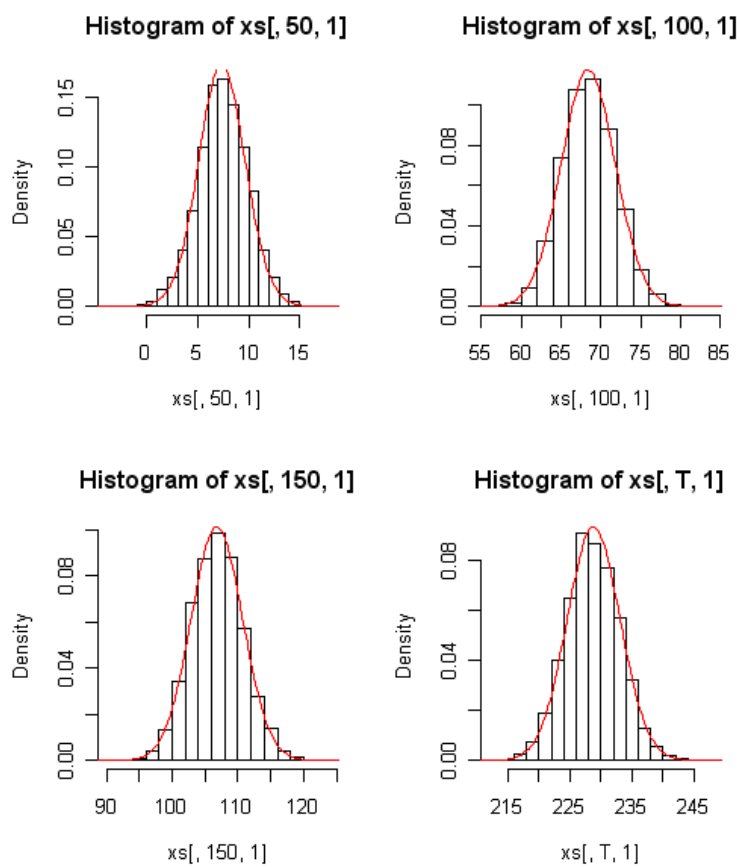 Histogram of xs[, 50, 1]
Density
0.00 0.05 0.10 0.15
0 5 10 15
xs[, 50, 1]
Histogram of xs[, 100, 1]
Density
0.00 0.04 0.08
55 60 65 70 75 80 85
xs[, 100, 1]
Histogram of xs[, 150, 1]
Density
0.00 0.04 0.08
90 100 110 120
xs[, 150, 1]
Histogram of xs[, T, 1]
Density
0.00 0.04 0.08
215 225 235 245
xs[, T, 1]